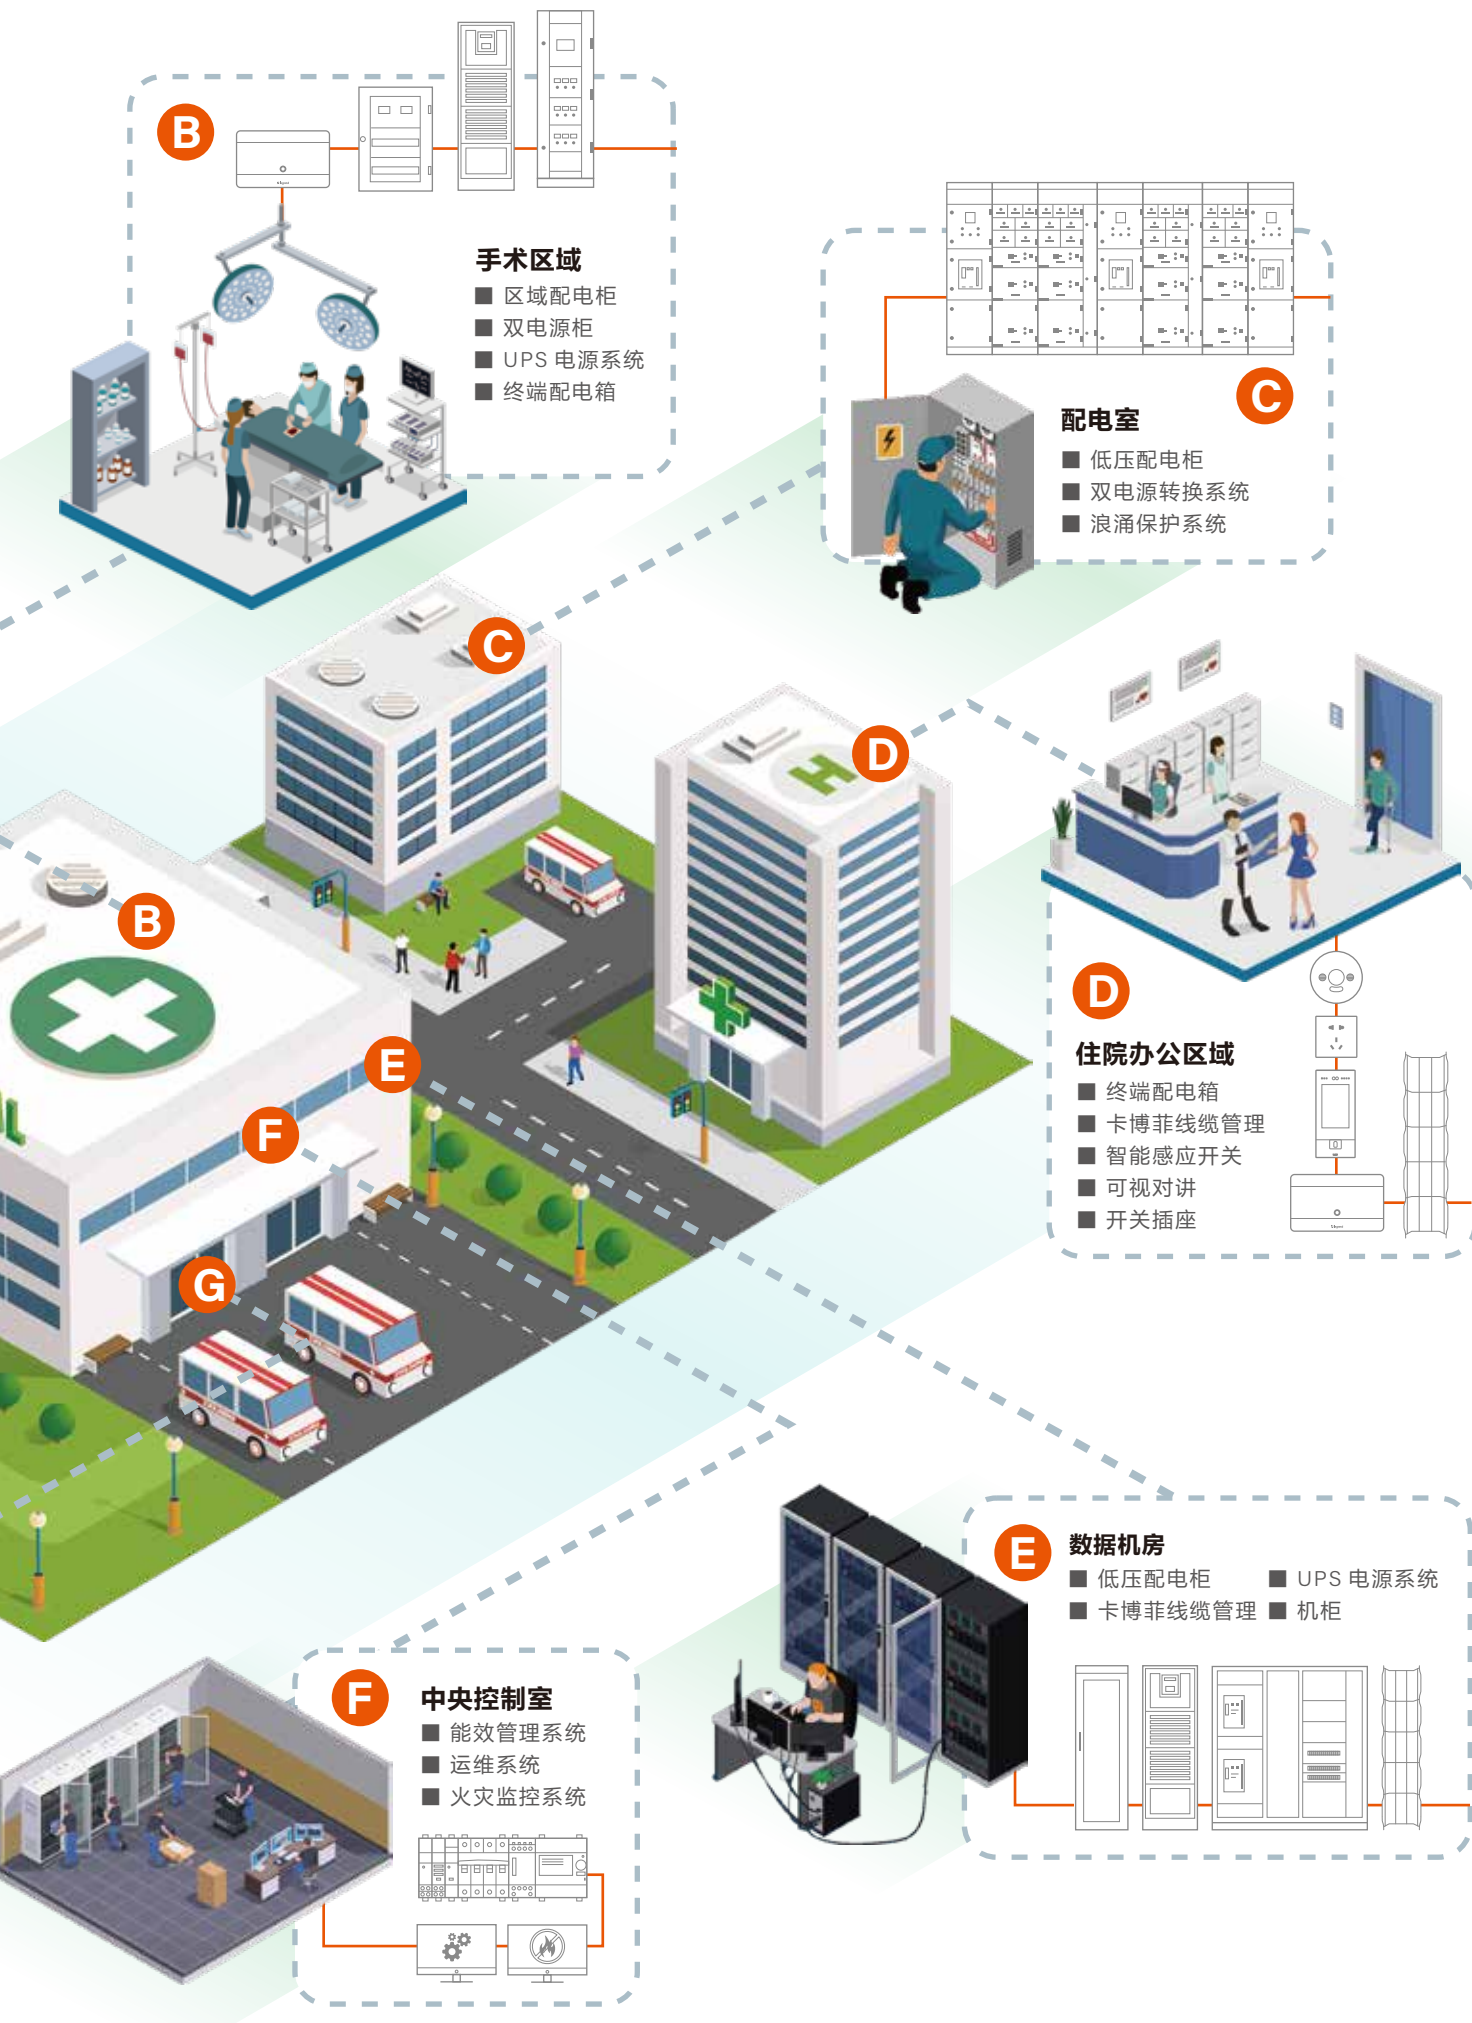 B
手术区域
■ 区域配电柜
■ 双电源柜
■ UPS 电源系统
■ 终端配电箱
C
配电室
■ 低压配电柜
■ 双电源转换系统
■ 浪涌保护系统
C
D
H
B
E
F
G
L
D
住院办公区域
■ 终端配电箱
■ 卡博菲线缆管理
■ 智能感应开关
■ 可视对讲
■ 开关插座
E
数据机房
■ 低压配电柜
■ UPS 电源系统
■ 卡博菲线缆管理
■ 机柜
F
中央控制室
■ 能效管理系统
■ 运维系统
■ 火灾监控系统